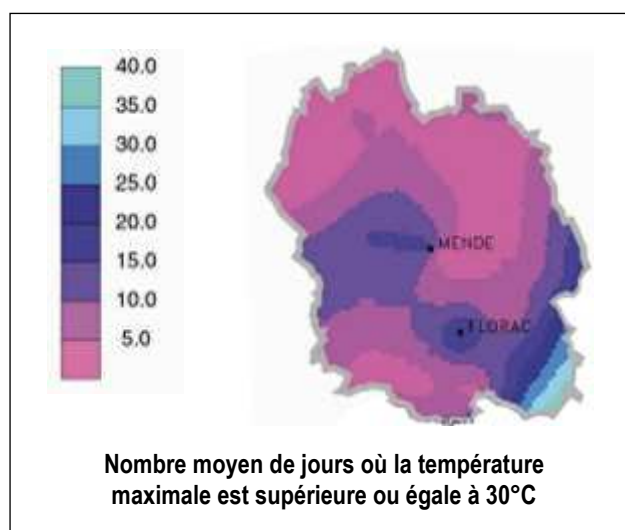 40.0
35.0
30.0
25.0
20.0
15.0
10.0
5.0
MENDE
FLORAC
Nombre moyen de jours où la température
maximale est supérieure ou égale à 30°C